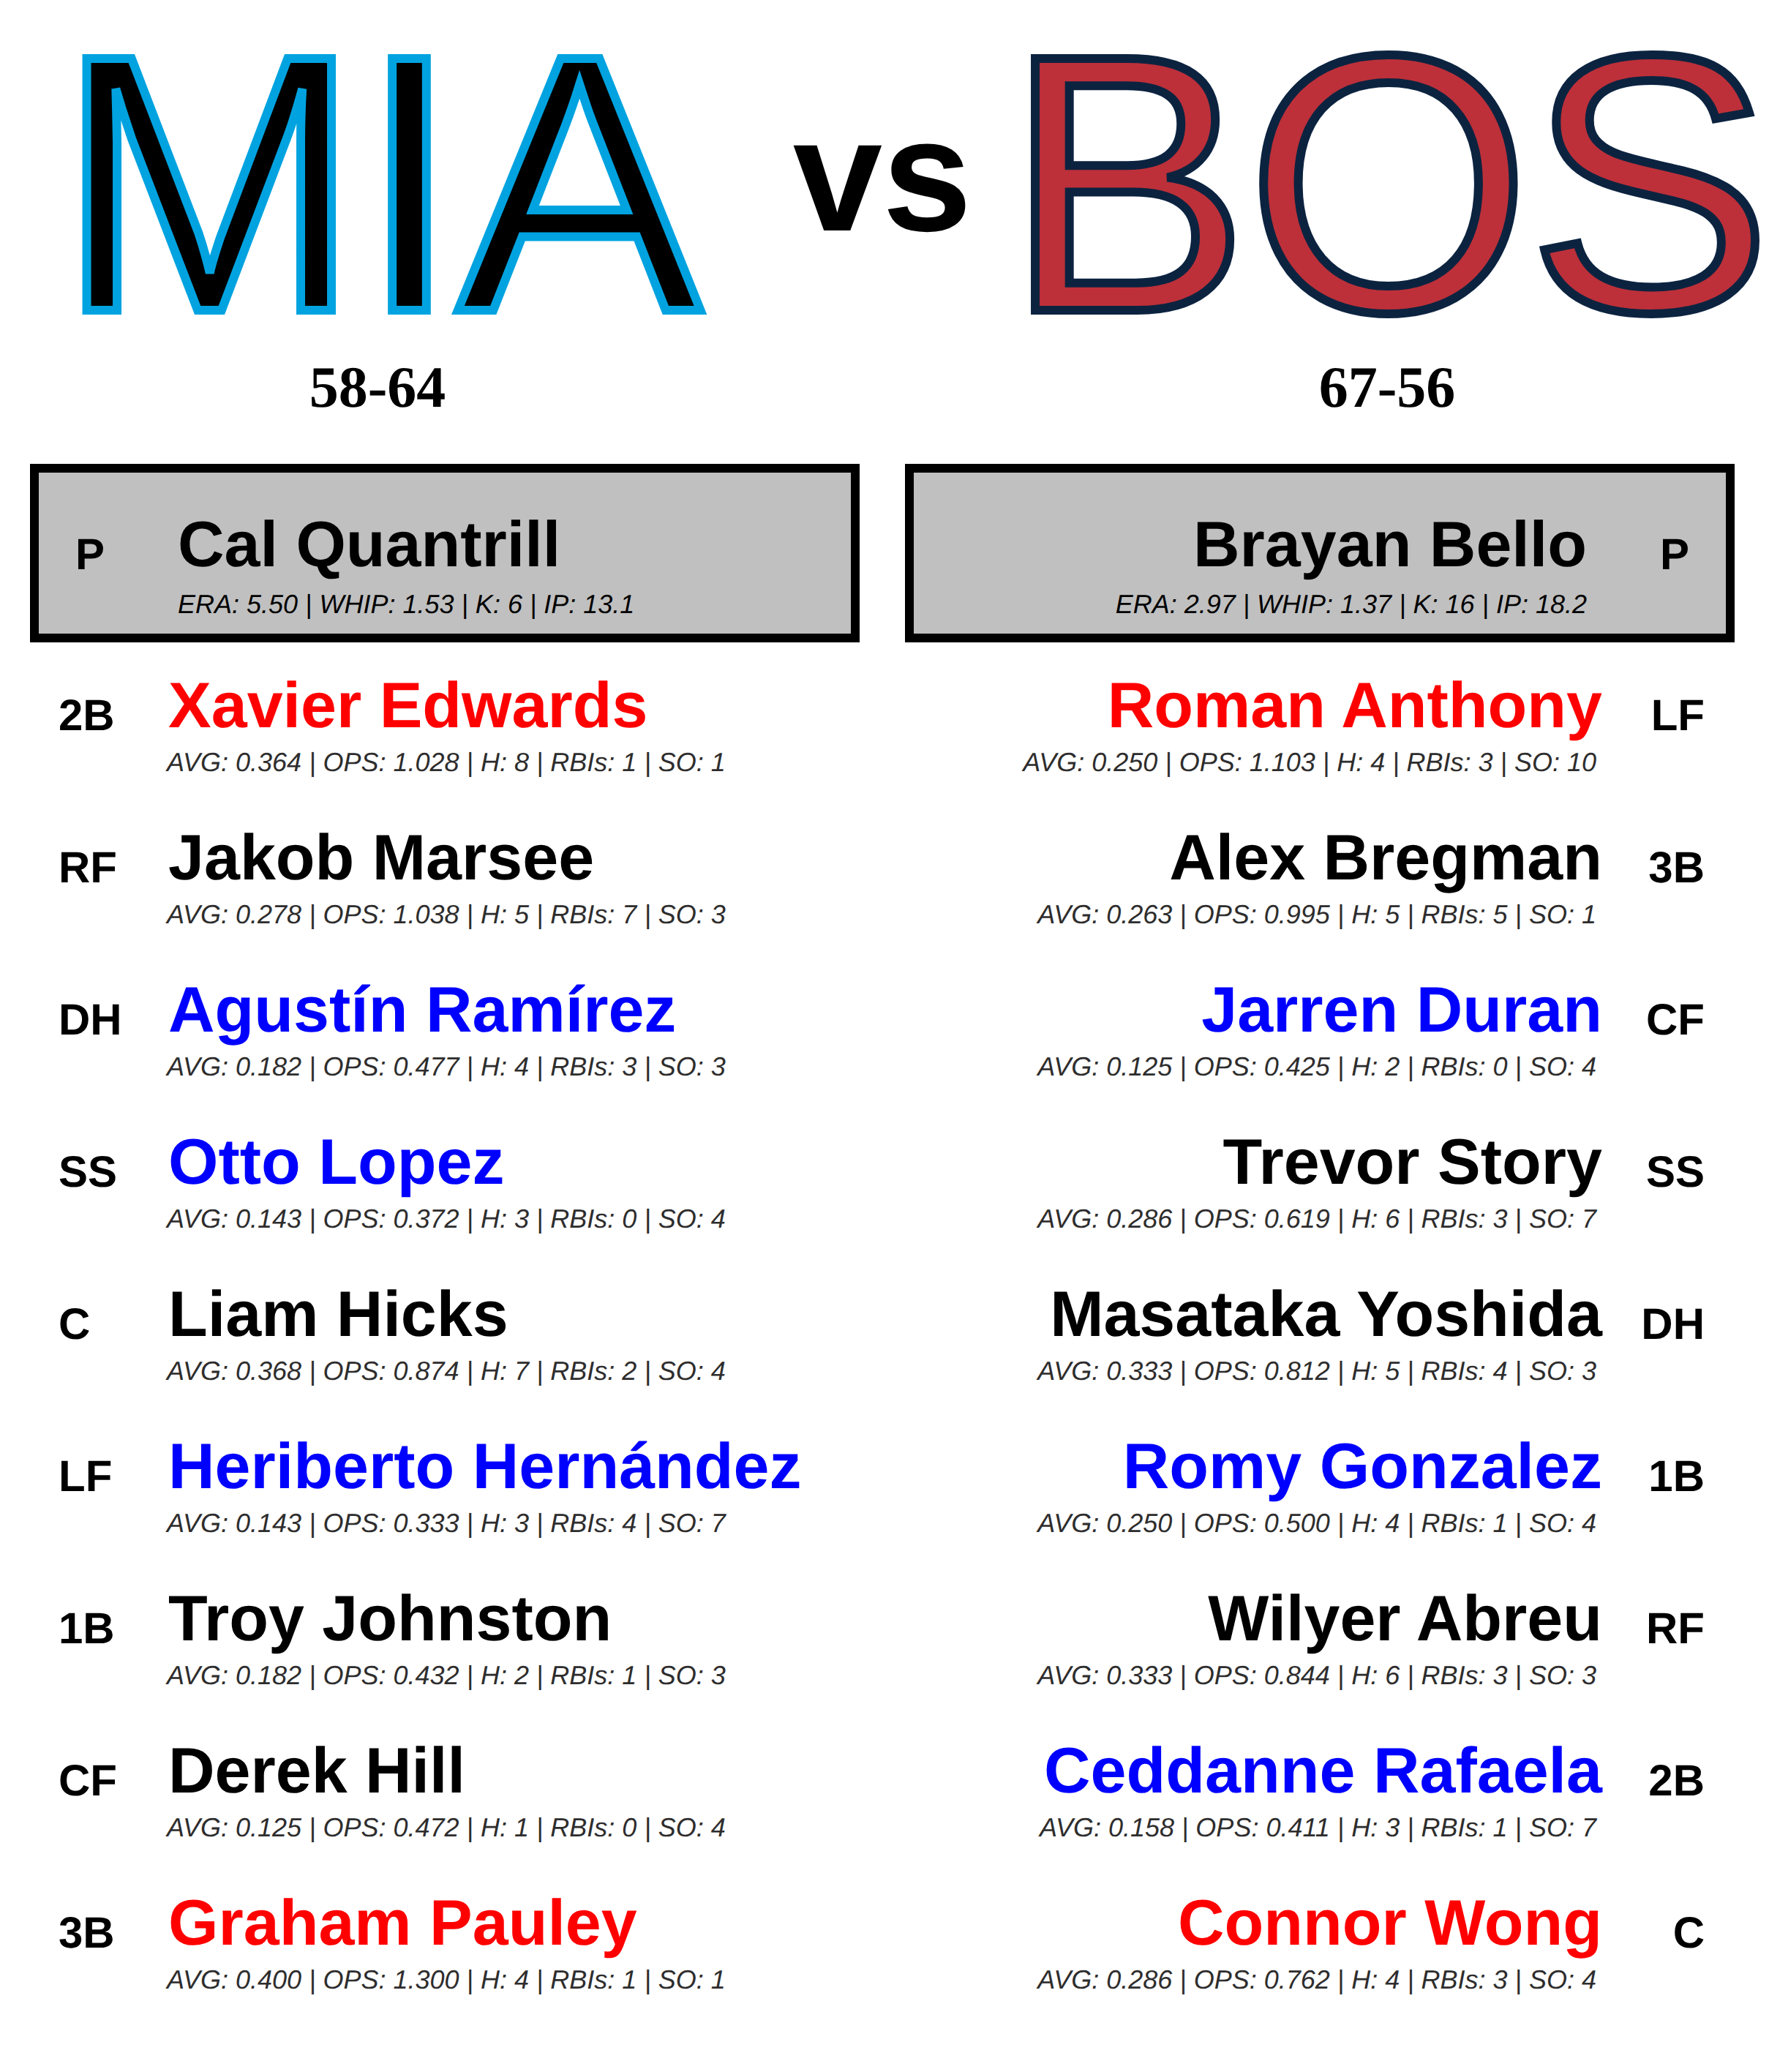 MIA vs BOS
58-64 67-56
P Cal Quantrill
ERA: 5.50 | WHIP: 1.53 | K: 6 | IP: 13.1
Brayan Bello P
ERA: 2.97 | WHIP: 1.37 | K: 16 | IP: 18.2
2B Xavier Edwards
AVG: 0.364 | OPS: 1.028 | H: 8 | RBIs: 1 | SO: 1
RF Jakob Marsee
AVG: 0.278 | OPS: 1.038 | H: 5 | RBIs: 7 | SO: 3
DH Agustín Ramírez
AVG: 0.182 | OPS: 0.477 | H: 4 | RBIs: 3 | SO: 3
SS Otto Lopez
AVG: 0.143 | OPS: 0.372 | H: 3 | RBIs: 0 | SO: 4
C Liam Hicks
AVG: 0.368 | OPS: 0.874 | H: 7 | RBIs: 2 | SO: 4
LF Heriberto Hernández
AVG: 0.143 | OPS: 0.333 | H: 3 | RBIs: 4 | SO: 7
1B Troy Johnston
AVG: 0.182 | OPS: 0.432 | H: 2 | RBIs: 1 | SO: 3
CF Derek Hill
AVG: 0.125 | OPS: 0.472 | H: 1 | RBIs: 0 | SO: 4
3B Graham Pauley
AVG: 0.400 | OPS: 1.300 | H: 4 | RBIs: 1 | SO: 1
Roman Anthony LF
AVG: 0.250 | OPS: 1.103 | H: 4 | RBIs: 3 | SO: 10
Alex Bregman 3B
AVG: 0.263 | OPS: 0.995 | H: 5 | RBIs: 5 | SO: 1
Jarren Duran CF
AVG: 0.125 | OPS: 0.425 | H: 2 | RBIs: 0 | SO: 4
Trevor Story SS
AVG: 0.286 | OPS: 0.619 | H: 6 | RBIs: 3 | SO: 7
Masataka Yoshida DH
AVG: 0.333 | OPS: 0.812 | H: 5 | RBIs: 4 | SO: 3
Romy Gonzalez 1B
AVG: 0.250 | OPS: 0.500 | H: 4 | RBIs: 1 | SO: 4
Wilyer Abreu RF
AVG: 0.333 | OPS: 0.844 | H: 6 | RBIs: 3 | SO: 3
Ceddanne Rafaela 2B
AVG: 0.158 | OPS: 0.411 | H: 3 | RBIs: 1 | SO: 7
Connor Wong C
AVG: 0.286 | OPS: 0.762 | H: 4 | RBIs: 3 | SO: 4